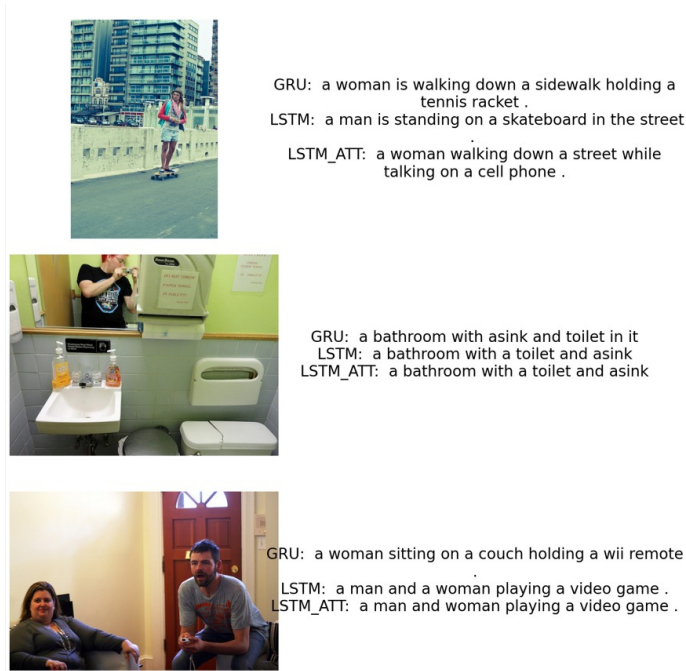 GRU:  a woman is walking down a sidewalk holding a
tennis racket .
LSTM:  a man is standing on a skateboard in the street
.
LSTM_ATT:  a woman walking down a street while
talking on a cell phone .
GRU:  a bathroom with asink and toilet in it
LSTM:  a bathroom with a toilet and asink
LSTM_ATT:  a bathroom with a toilet and asink
GRU:  a woman sitting on a couch holding a wii remote
.
LSTM:  a man and a woman playing a video game .
LSTM_ATT:  a man and woman playing a video game .